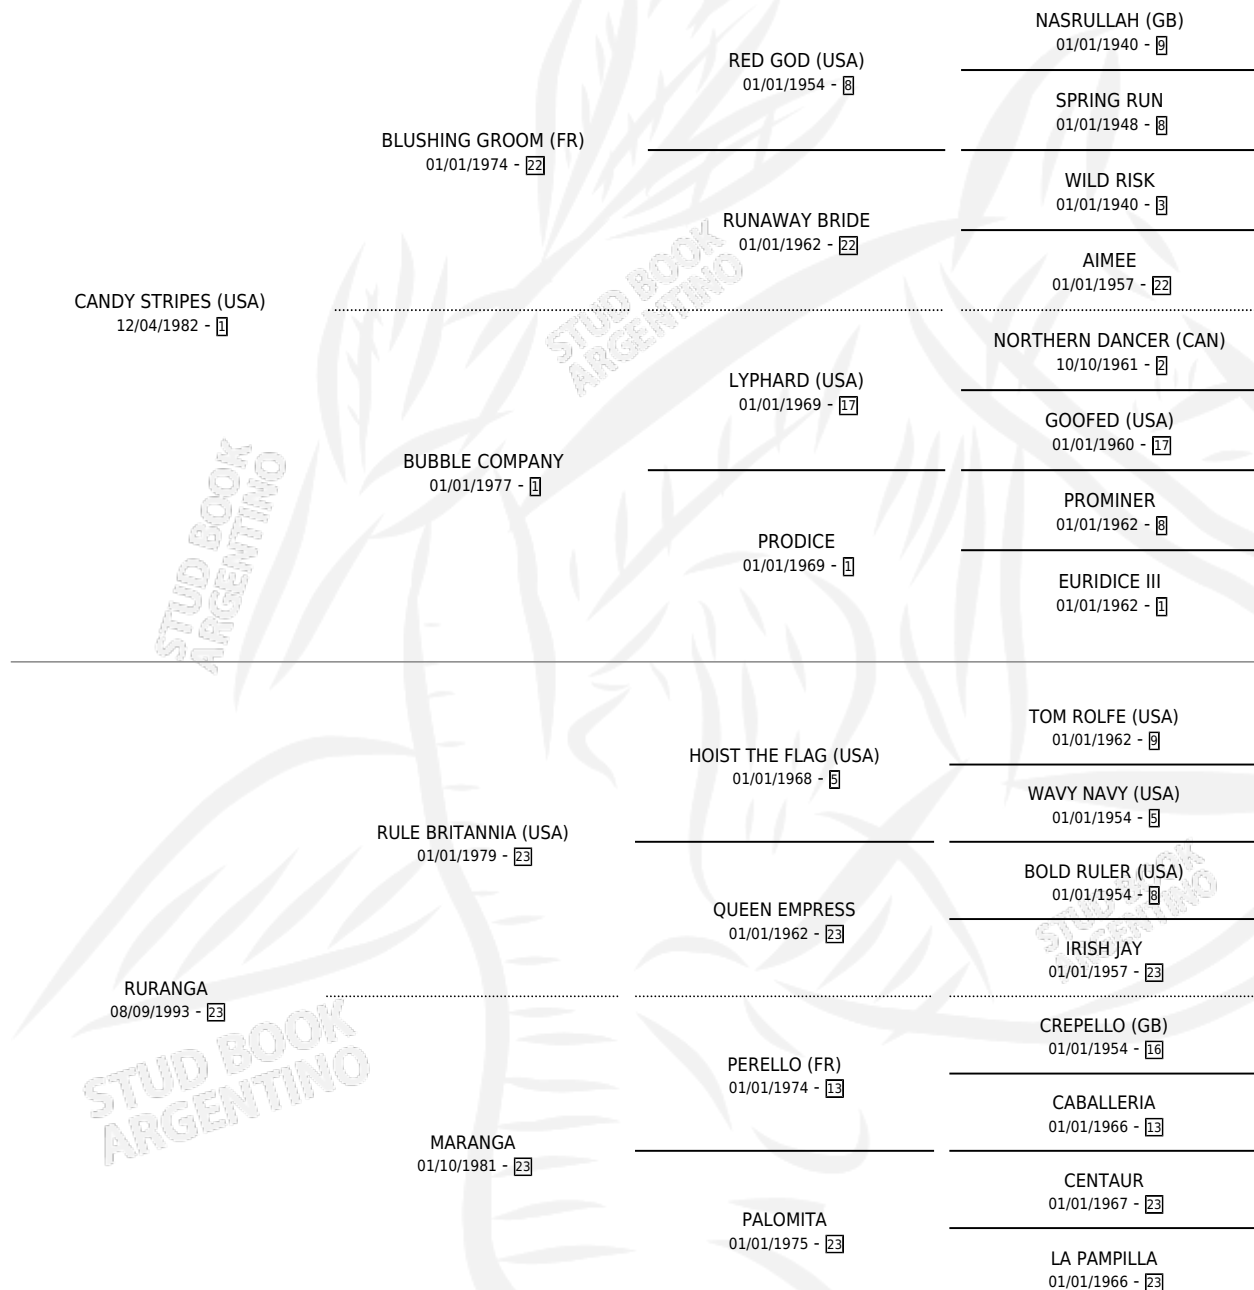 NASRULLAH (GB)
01/01/1940 - 9
RED GOD (USA)
01/01/1954 - 8
SPRING RUN
01/01/1948 - 8
BLUSHING GROOM (FR)
01/01/1974 - 22
WILD RISK
01/01/1940 - 3
RUNAWAY BRIDE
01/01/1962 - 22
AIMEE
01/01/1957 - 22
CANDY STRIPES (USA)
12/04/1982 - 1
NORTHERN DANCER (CAN)
10/10/1961 - 2
LYPHARD (USA)
01/01/1969 - 17
GOOFED (USA)
01/01/1960 - 17
BUBBLE COMPANY
01/01/1977 - 1
PROMINER
01/01/1962 - 8
PRODICE
01/01/1969 - 1
EURIDICE III
01/01/1962 - 1
TOM ROLFE (USA)
01/01/1962 - 9
HOIST THE FLAG (USA)
01/01/1968 - 5
WAVY NAVY (USA)
01/01/1954 - 5
RULE BRITANNIA (USA)
01/01/1979 - 23
BOLD RULER (USA)
01/01/1954 - 8
QUEEN EMPRESS
01/01/1962 - 23
IRISH JAY
01/01/1957 - 23
RURANGA
08/09/1993 - 23
CREPELLO (GB)
01/01/1954 - 16
PERELLO (FR)
01/01/1974 - 13
CABALLERIA
01/01/1966 - 13
MARANGA
01/10/1981 - 23
CENTAUR
01/01/1967 - 23
PALOMITA
01/01/1975 - 23
LA PAMPILLA
01/01/1966 - 23
STUD BOOK
ARGENTINO
STUD BOOK
ARGENTINO
STUD BOOK
ARGENTINO
STUD BOOK
ARGENTINO